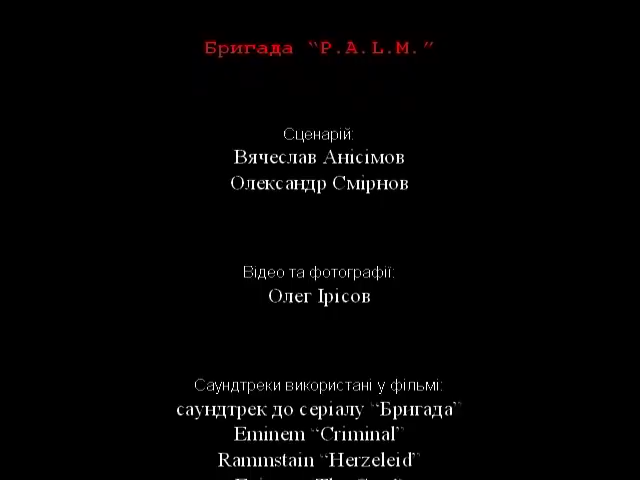 Бригада “P.A.L.M.”
Сценарій:
Вячеслав Анісімов
Олександр Смірнов
Відео та фотографії:
Олег Ірісов
Саундтреки використані у фільмі:
саундтрек до серіалу “Бригада”
Eminem “Criminal”
Rammstain “Herzeleid”